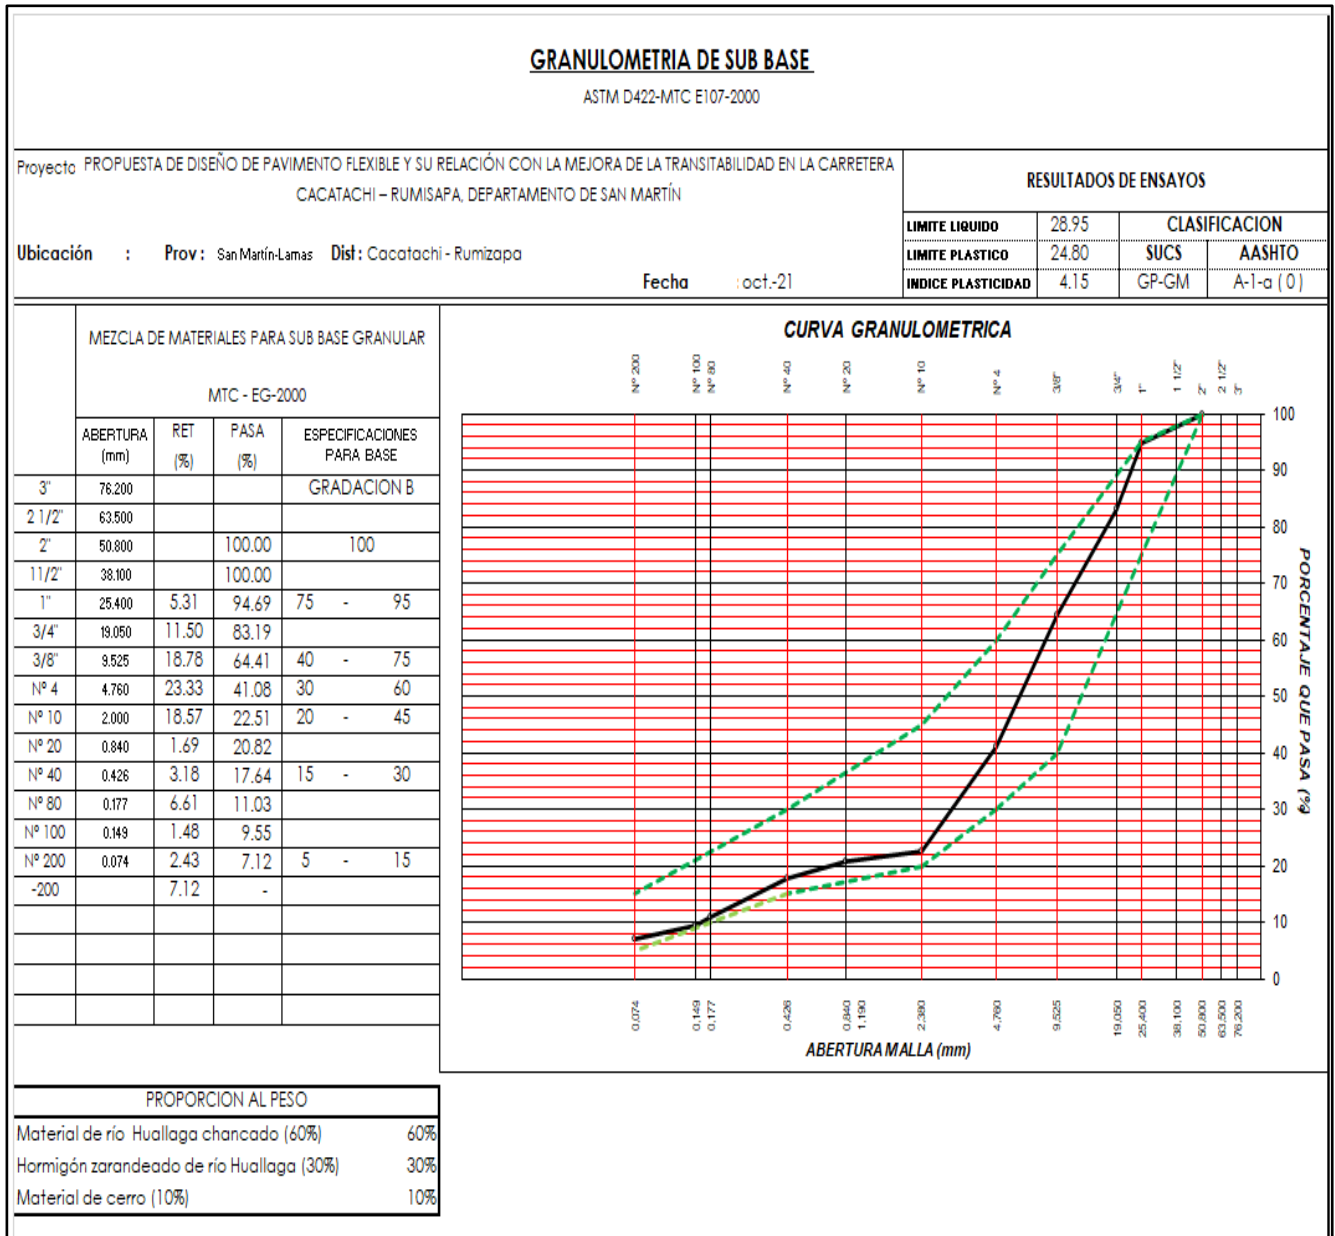 GRANULOMETRIA DE SUB BASE
ASTM D422-MTC E107-2000
Proyecto PROPUESTA DE DISEÑO DE PAVIMENTO FLEXIBLE Y SU RELACIÓN CON LA MEJORA DE LA TRANSITABILIDAD EN LA CARRETERA
CACATACHI – RUMISAPA, DEPARTAMENTO DE SAN MARTÍN
Ubicación : Prov : San Martín-Lamas Dist : Cacatachi - Rumizapa
Fecha : oct.-21
RESULTADOS DE ENSAYOS
LIMITE LIQUIDO 28.95 CLASIFICACION
LIMITE PLASTICO 24.80 SUCS AASHTO
INDICE PLASTICIDAD 4.15 GP-GM A-1-a ( 0 )
MEZCLA DE MATERIALES PARA SUB BASE GRANULAR
MTC - EG-2000
ABERTURA (mm) RET (%) PASA (%) ESPECIFICACIONES PARA BASE
3" 76.200 GRADACION B
2 1/2" 63.500
2" 50.800 100.00 100
11/2" 38.100 100.00
1" 25.400 5.31 94.69 75 - 95
3/4" 19.050 11.50 83.19
3/8" 9.525 18.78 64.41 40 - 75
Nº 4 4.760 23.33 41.08 30 60
Nº 10 2.000 18.57 22.51 20 - 45
Nº 20 0.840 1.69 20.82
Nº 40 0.426 3.18 17.64 15 - 30
Nº 80 0.177 6.61 11.03
Nº 100 0.149 1.48 9.55
Nº 200 0.074 2.43 7.12 5 - 15
-200 7.12 -
CURVA GRANULOMETRICA
Nº 200 Nº 100 Nº 80 Nº 40 Nº 20 Nº 10 Nº 4 3/8" 3/4" 1" 1 1/2" 2" 2 1/2" 3"
100
90
80
70
60
50
40
30
20
10
0
PORCENTAJE QUE PASA (%)
0,074 0,149 0,177 0,426 0,840 1,190 2,380 4,760 9,525 19,050 25,400 38,100 50,800 63,500 76,200
ABERTURA MALLA (mm)
PROPORCION AL PESO
Material de río Huallaga chancado (60%) 60%
Hormigón zarandeado de río Huallaga (30%) 30%
Material de cerro (10%) 10%